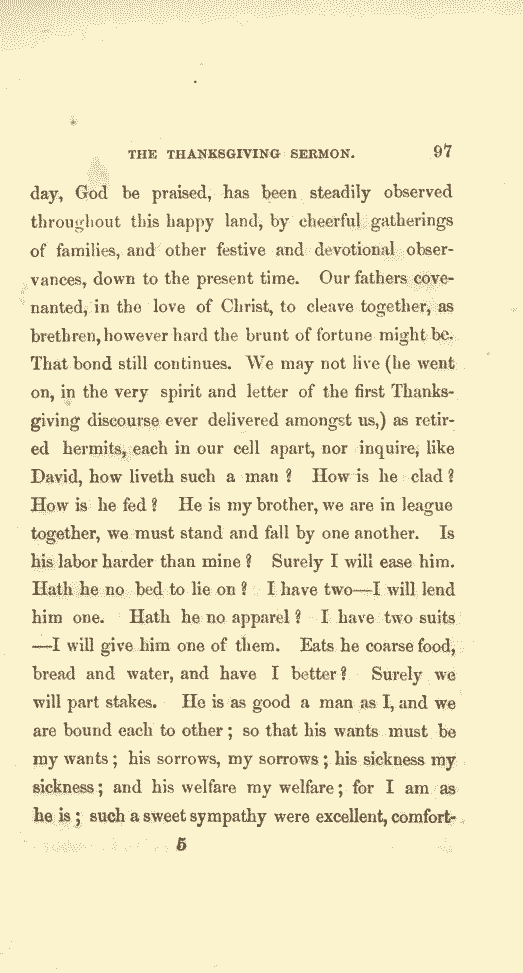 THE THANKSGIVING SERMON. 97
day, God be praised, has been steadily observed
throughout this happy land, by cheerful gatherings
of families, and other festive and devotional obser-
vances, down to the present time. Our fathers cove-
nanted, in the love of Christ, to cleave together, as
brethren, however hard the brunt of fortune might be.
That bond still continues. We may not live (he went
on, in the very spirit and letter of the first Thanks-
giving discourse ever delivered amongst us,) as retir-
ed hermits, each in our cell apart, nor inquire, like
David, how liveth such a man? How is he clad?
How is he fed? He is my brother, we are in league
together, we must stand and fall by one another. Is
his labor harder than mine? Surely I will ease him.
Hath he no bed to lie on? I have two—I will lend
him one. Hath he no apparel? I have two suits
—I will give him one of them. Eats he coarse food,
bread and water, and have I better? Surely we
will part stakes. He is as good a man as I, and we
are bound each to other; so that his wants must be
my wants; his sorrows, my sorrows; his sickness my
sickness; and his welfare my welfare; for I am as
he is; such a sweet sympathy were excellent, comfort-
5